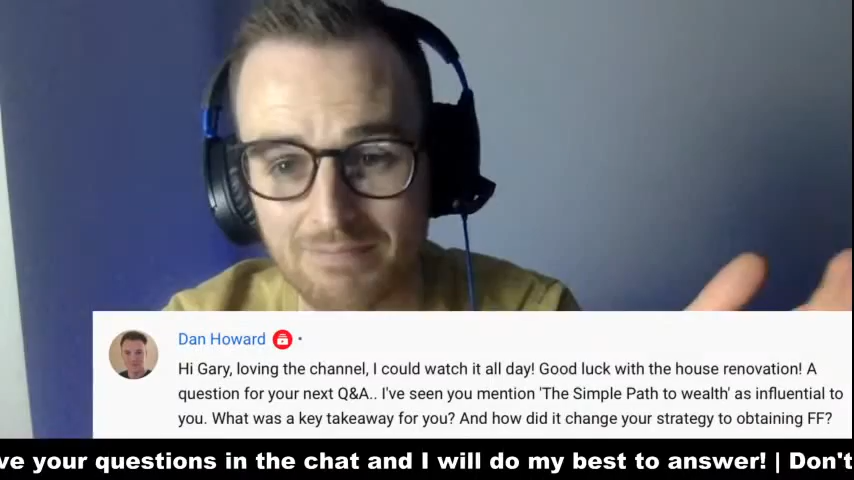 Dan Howard
Hi Gary, loving the channel, I could watch it all day! Good luck with the house renovation! A
question for your next Q&A.. I've seen you mention 'The Simple Path to wealth' as influential to
you. What was a key takeaway for you? And how did it change your strategy to obtaining FF?
ve your questions in the chat and I will do my best to answer! | Don't